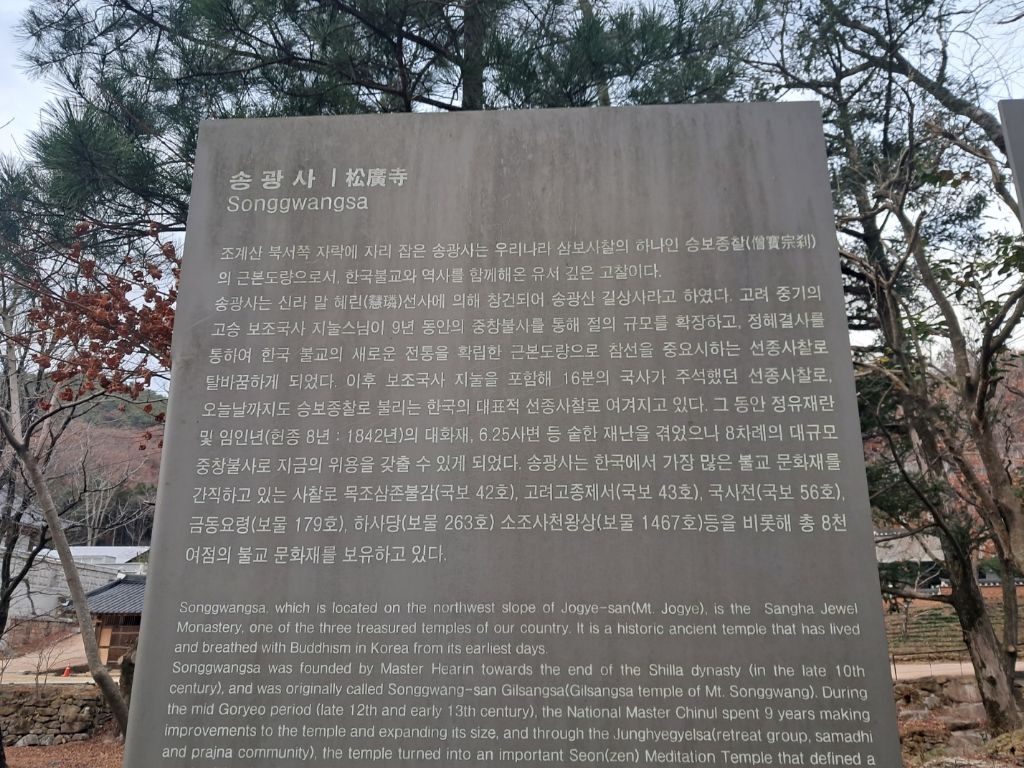 송광사 | 松廣寺
Songgwangsa
조계산 북서쪽 자락에 자리 잡은 송광사는 우리나라 삼보사찰의 하나인 승보종찰(僧寶宗刹)
의 근본도량으로서, 한국불교와 역사를 함께해온 유서 깊은 고찰이다.
송광사는 신라 말 혜린(慧璘)선사에 의해 창건되어 송광산 길상사라고 하였다. 고려 중기의
고승 보조국사 지눌스님이 9년 동안의 중창불사를 통해 절의 규모를 확장하고, 정혜결사를
통하여 한국 불교의 새로운 전통을 확립한 근본도량으로 참선을 중요시하는 선종사찰로
탈바꿈하게 되었다. 이후 보조국사 지눌을 포함해 16분의 국사가 주석했던 선종사찰로,
오늘날까지도 승보종찰로 불리는 한국의 대표적 선종사찰로 여겨지고 있다. 그 동안 정유재란
및 임인년(헌종 8년 : 1842년)의 대화재, 6.25사변 등 숱한 재난을 겪었으나 8차례의 대규모
중창불사로 지금의 위용을 갖출 수 있게 되었다. 송광사는 한국에서 가장 많은 불교 문화재를
간직하고 있는 사찰로 목조삼존불감(국보 42호), 고려고종제서(국보 43호), 국사전(국보 56호),
금동요령(보물 179호), 하사당(보물 263호) 소조사천왕상(보물 1467호)등을 비롯해 총 8천
여점의 불교 문화재를 보유하고 있다.
Songgwangsa, which is located on the northwest slope of Jogye-san(Mt. Jogye), is the Sangha Jewel
Monastery, one of the three treasured temples of our country. It is a historic ancient temple that has lived
and breathed with Buddhism in Korea from its earliest days.
Songgwangsa was founded by Master Hearin towards the end of the Shilla dynasty (in the late 10th
century), and was originally called Songgwang-san Gilsangsa(Gilsangsa temple of Mt. Songgwang). During
the mid Goryeo period (late 12th and early 13th century), the National Master Chinul spent 9 years making
improvements to the temple and expanding its size, and through the Junghyegyelsa(retreat group, samadhi
and prajna community), the temple turned into an important Seon(zen) Meditation Temple that defined a